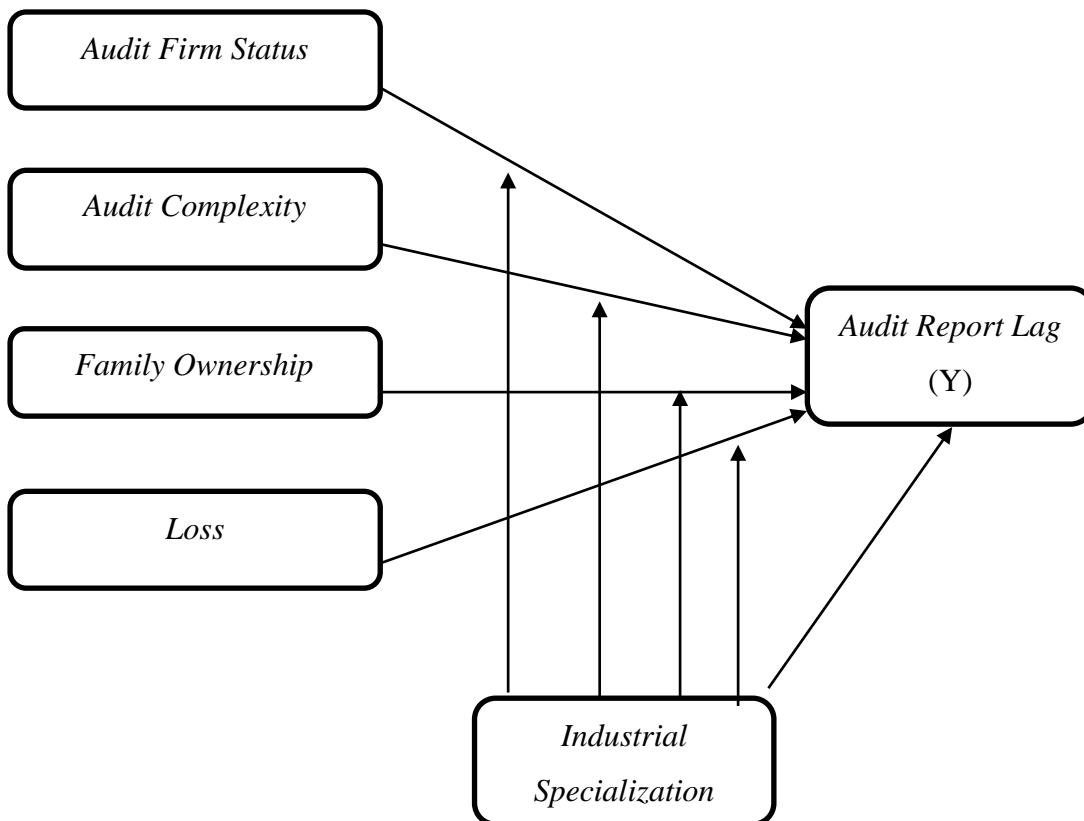 Audit Firm Status
Audit Complexity
Family Ownership
Loss
Audit Report Lag
(Y)
Industrial
Specialization